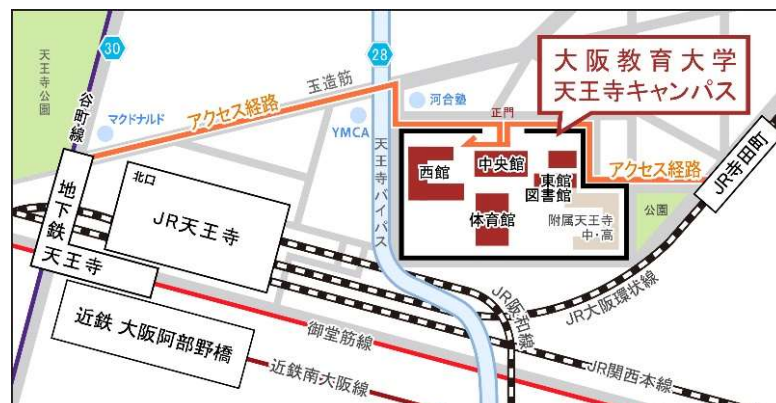 天王寺公園
30
谷町線
マクドナルド
アクセス経路
玉造筋
28
YMCA
河合塾
正門
大阪教育大学
天王寺キャンパス
西館
中央館
東館
図書館
体育館
附属天王寺
中・高
アクセス経路
公園
JR寺田町
天王寺バイパス
北口
JR天王寺
地下鉄
天王寺
近鉄 大阪阿部野橋
御堂筋線
近鉄南大阪線
JR阪和線
JR大阪環状線
JR関西本線